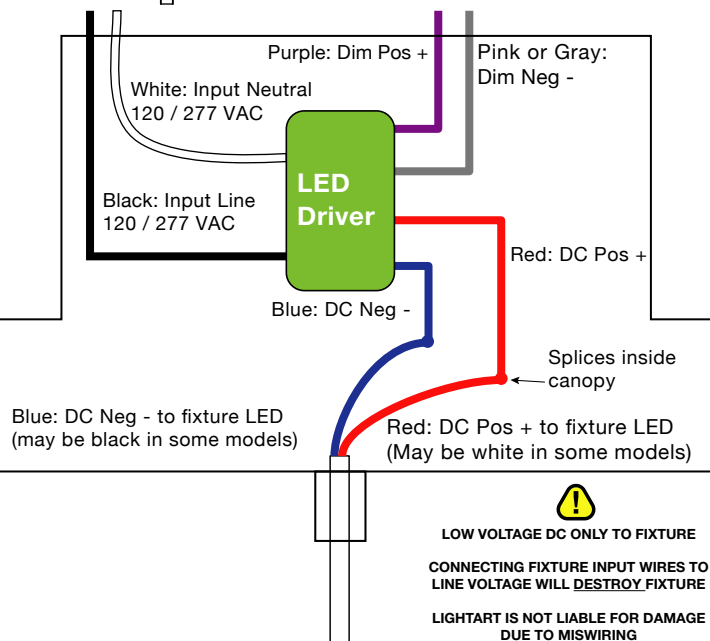 Purple: Dim Pos +
Pink or Gray:
Dim Neg -
White: Input Neutral
120 / 277 VAC
LED
Driver
Black: Input Line
120 / 277 VAC
Red: DC Pos +
Blue: DC Neg -
Splices inside
canopy
Blue: DC Neg - to fixture LED
(may be black in some models)
Red: DC Pos + to fixture LED
(May be white in some models)
!
LOW VOLTAGE DC ONLY TO FIXTURE
CONNECTING FIXTURE INPUT WIRES TO
LINE VOLTAGE WILL DESTROY FIXTURE
LIGHTART IS NOT LIABLE FOR DAMAGE
DUE TO MISWIRING